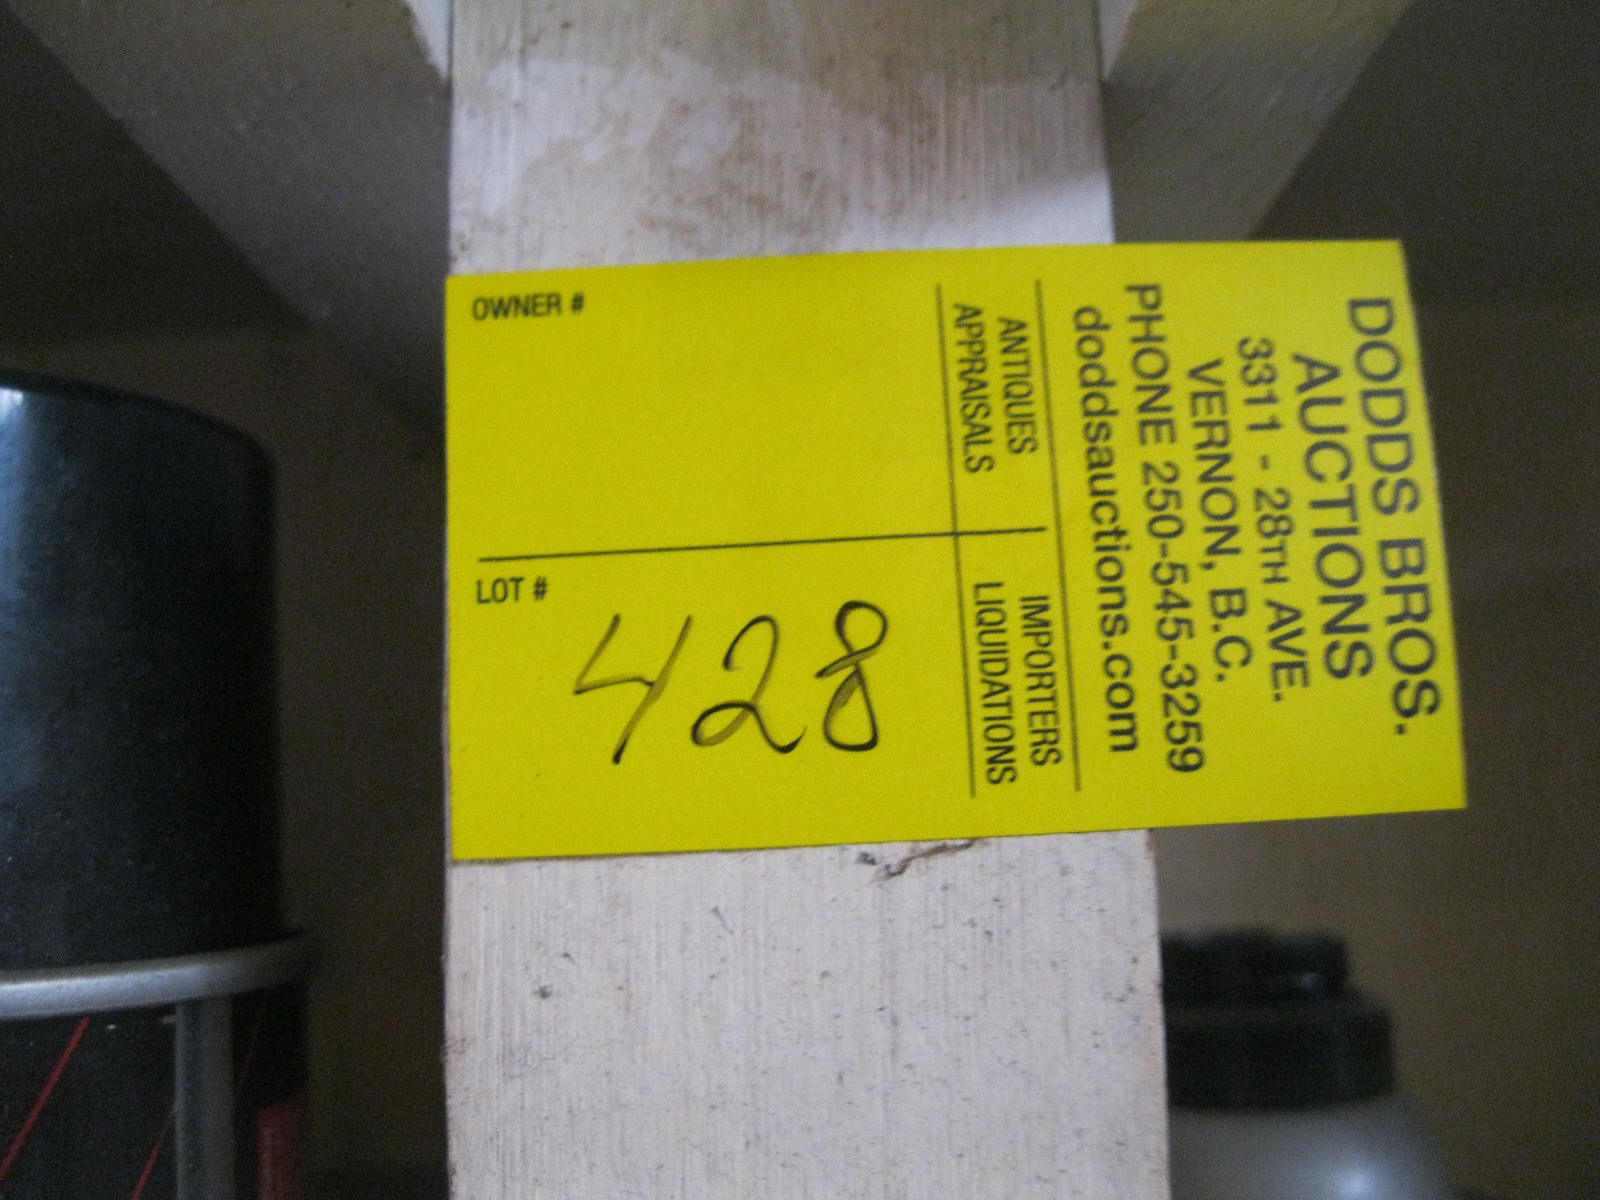 DODDS BROS.
AUCTIONS
3311 - 28TH AVE.
VERNON, B.C.
PHONE 250-545-3259
doddsauctions.com
ANTIQUES
APPRAISALS
IMPORTERS
LIQUIDATIONS
OWNER #
LOT #
428